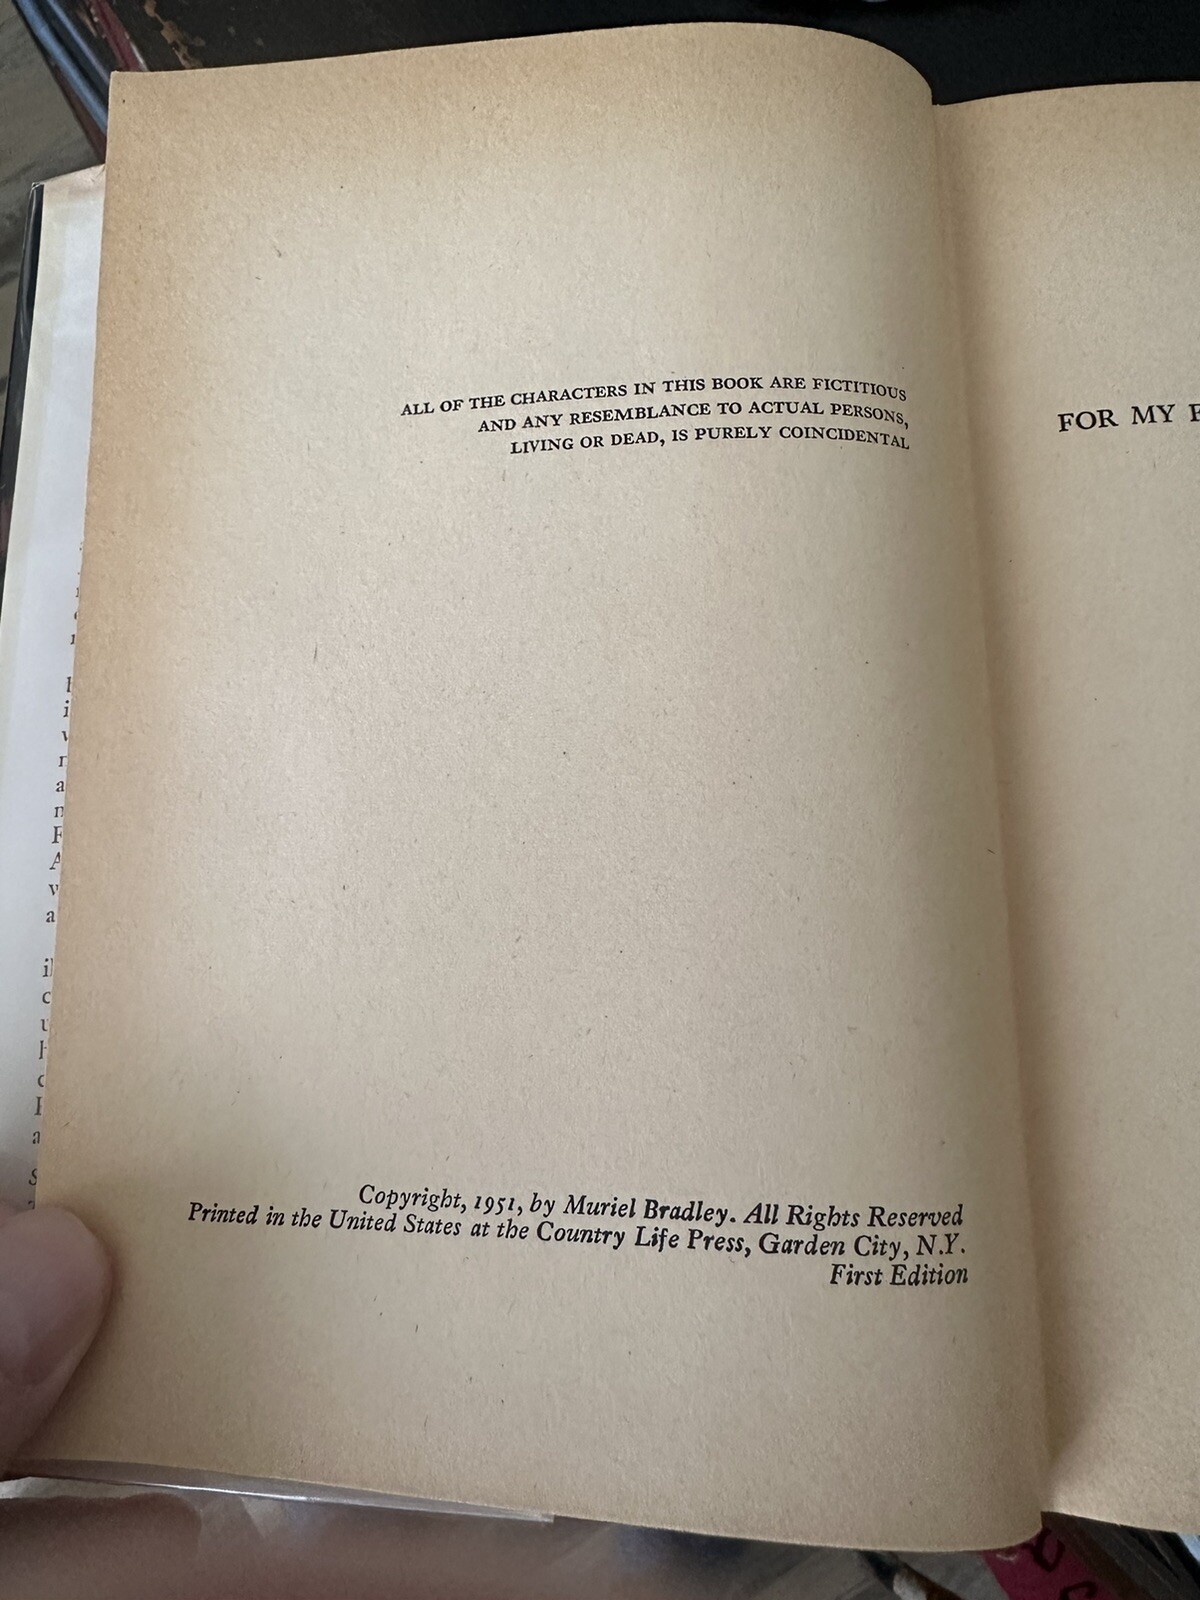 ALL OF THE CHARACTERS IN THIS BOOK ARE FICTITIOUS
AND ANY RESEMBLANCE TO ACTUAL PERSONS,
LIVING OR DEAD, IS PURELY COINCIDENTAL
Copyright, 1951, by Muriel Bradley. All Rights Reserved
Printed in the United States at the Country Life Press, Garden City, N.Y.
First Edition
FOR MY